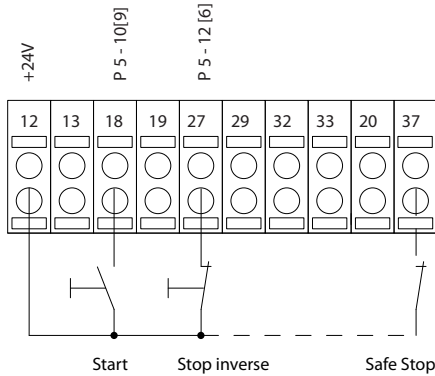 +24V
P 5 - 10[9]
P 5 - 12 [6]
12 13 18 19 27 29 32 33 20 37
Start Stop inverse Safe Stop